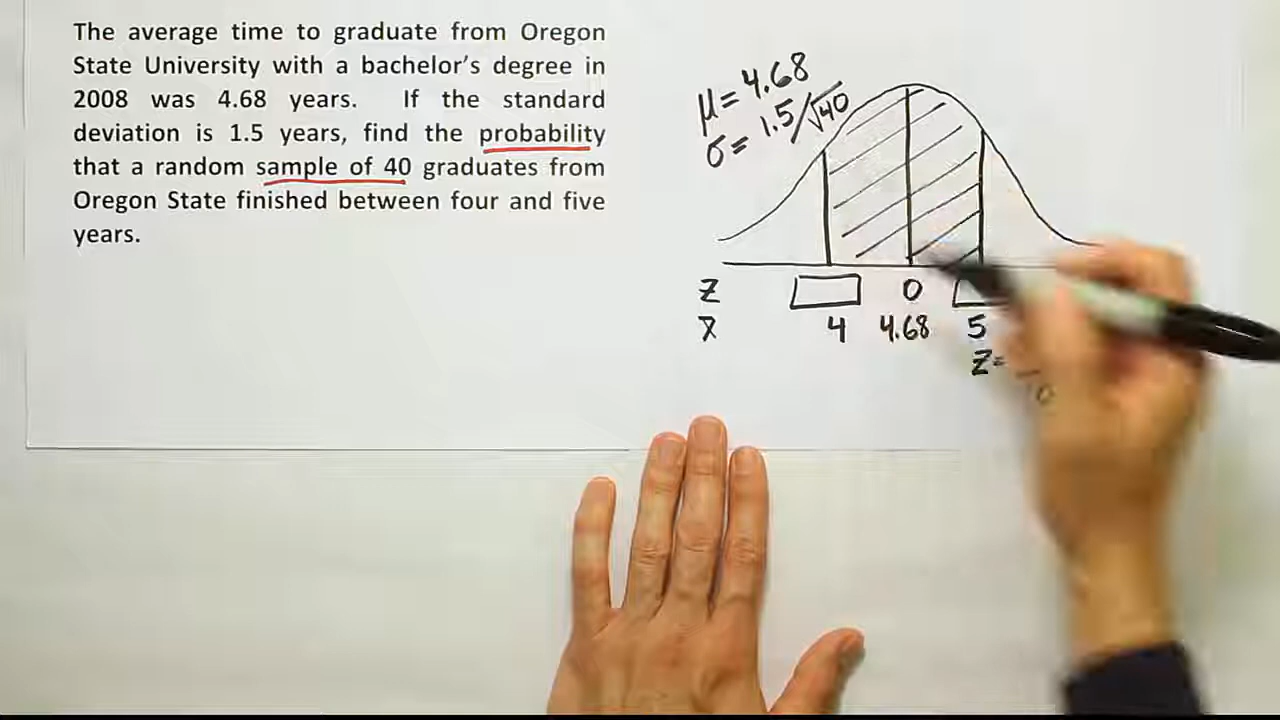 The average time to graduate from Oregon
State University with a bachelor's degree in
2008 was 4.68 years. If the standard
deviation is 1.5 years, find the probability
that a random sample of 40 graduates from
Oregon State finished between four and five
years.
μ = 4.68
σ = 1.5/√40
Z 0
x̄ 4 4.68 5
Z=